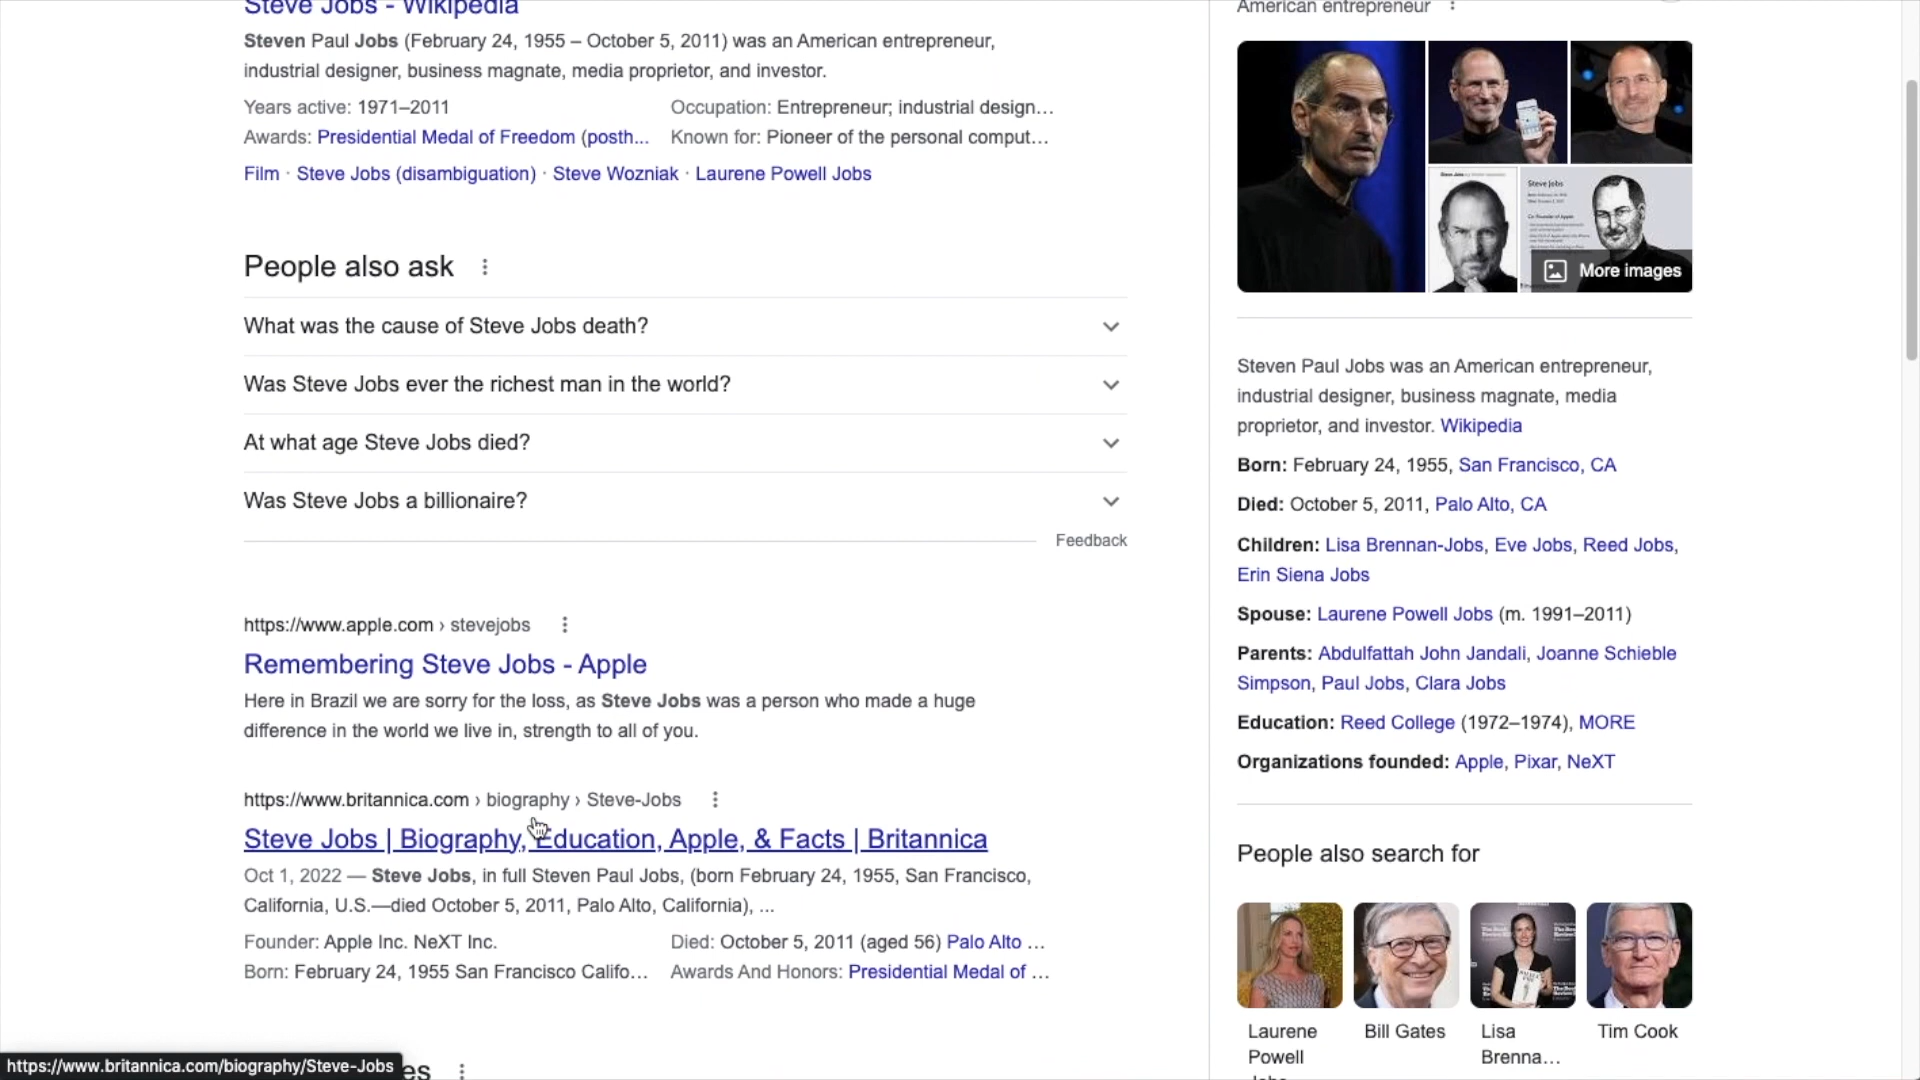 Steve Jobs - Wikipedia
Steven Paul Jobs (February 24, 1955 – October 5, 2011) was an American entrepreneur,
industrial designer, business magnate, media proprietor, and investor.
Years active: 1971–2011
Occupation: Entrepreneur; industrial design...
Awards: Presidential Medal of Freedom (posth...
Known for: Pioneer of the personal comput...
Film · Steve Jobs (disambiguation) · Steve Wozniak · Laurene Powell Jobs
People also ask
What was the cause of Steve Jobs death?
Was Steve Jobs ever the richest man in the world?
At what age Steve Jobs died?
Was Steve Jobs a billionaire?
Feedback
https://www.apple.com › stevejobs
Remembering Steve Jobs - Apple
Here in Brazil we are sorry for the loss, as Steve Jobs was a person who made a huge
difference in the world we live in, strength to all of you.
https://www.britannica.com › biography › Steve-Jobs
Steve Jobs | Biography, Education, Apple, & Facts | Britannica
Oct 1, 2022 — Steve Jobs, in full Steven Paul Jobs, (born February 24, 1955, San Francisco,
California, U.S.—died October 5, 2011, Palo Alto, California), ...
Founder: Apple Inc. NeXT Inc.
Died: October 5, 2011 (aged 56) Palo Alto ...
Born: February 24, 1955 San Francisco Califo...
Awards And Honors: Presidential Medal of ...
https://www.britannica.com/biography/Steve-Jobs
American entrepreneur
Steve Jobs
Co-Founder of Apple
More images
Steven Paul Jobs was an American entrepreneur,
industrial designer, business magnate, media
proprietor, and investor. Wikipedia
Born: February 24, 1955, San Francisco, CA
Died: October 5, 2011, Palo Alto, CA
Children: Lisa Brennan-Jobs, Eve Jobs, Reed Jobs,
Erin Siena Jobs
Spouse: Laurene Powell Jobs (m. 1991–2011)
Parents: Abdulfattah John Jandali, Joanne Schieble
Simpson, Paul Jobs, Clara Jobs
Education: Reed College (1972–1974), MORE
Organizations founded: Apple, Pixar, NeXT
People also search for
Laurene
Powell
Jobs
Bill Gates
Lisa
Brenna...
Tim Cook